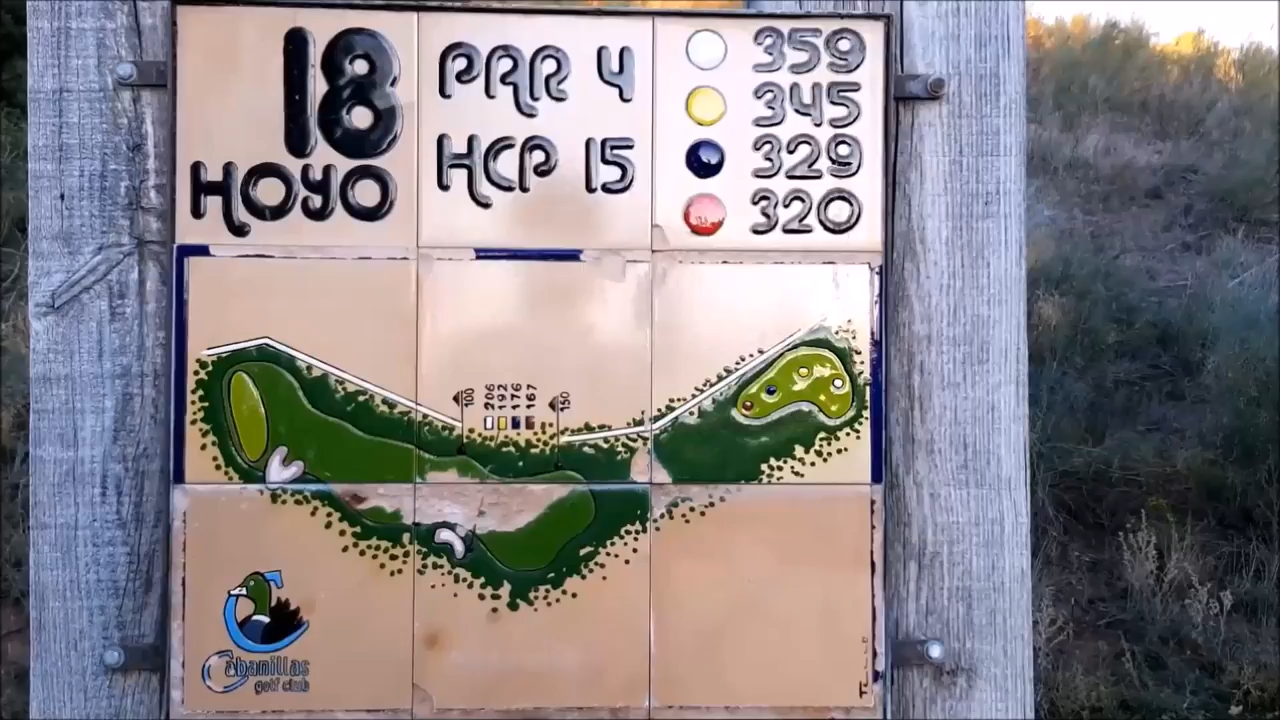 18
HOYO
PAR 4
HCP 15
359
345
329
320
100
206
192
176
167
150
Cabanillas
golf club
TELLO